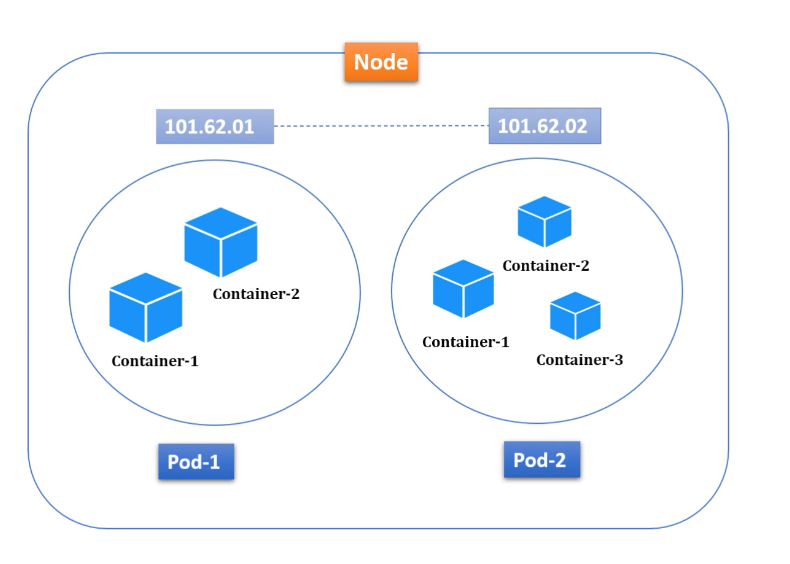 Node
101.62.01
101.62.02
Container-2
Container-1
Container-2
Container-1
Container-3
Pod-1
Pod-2